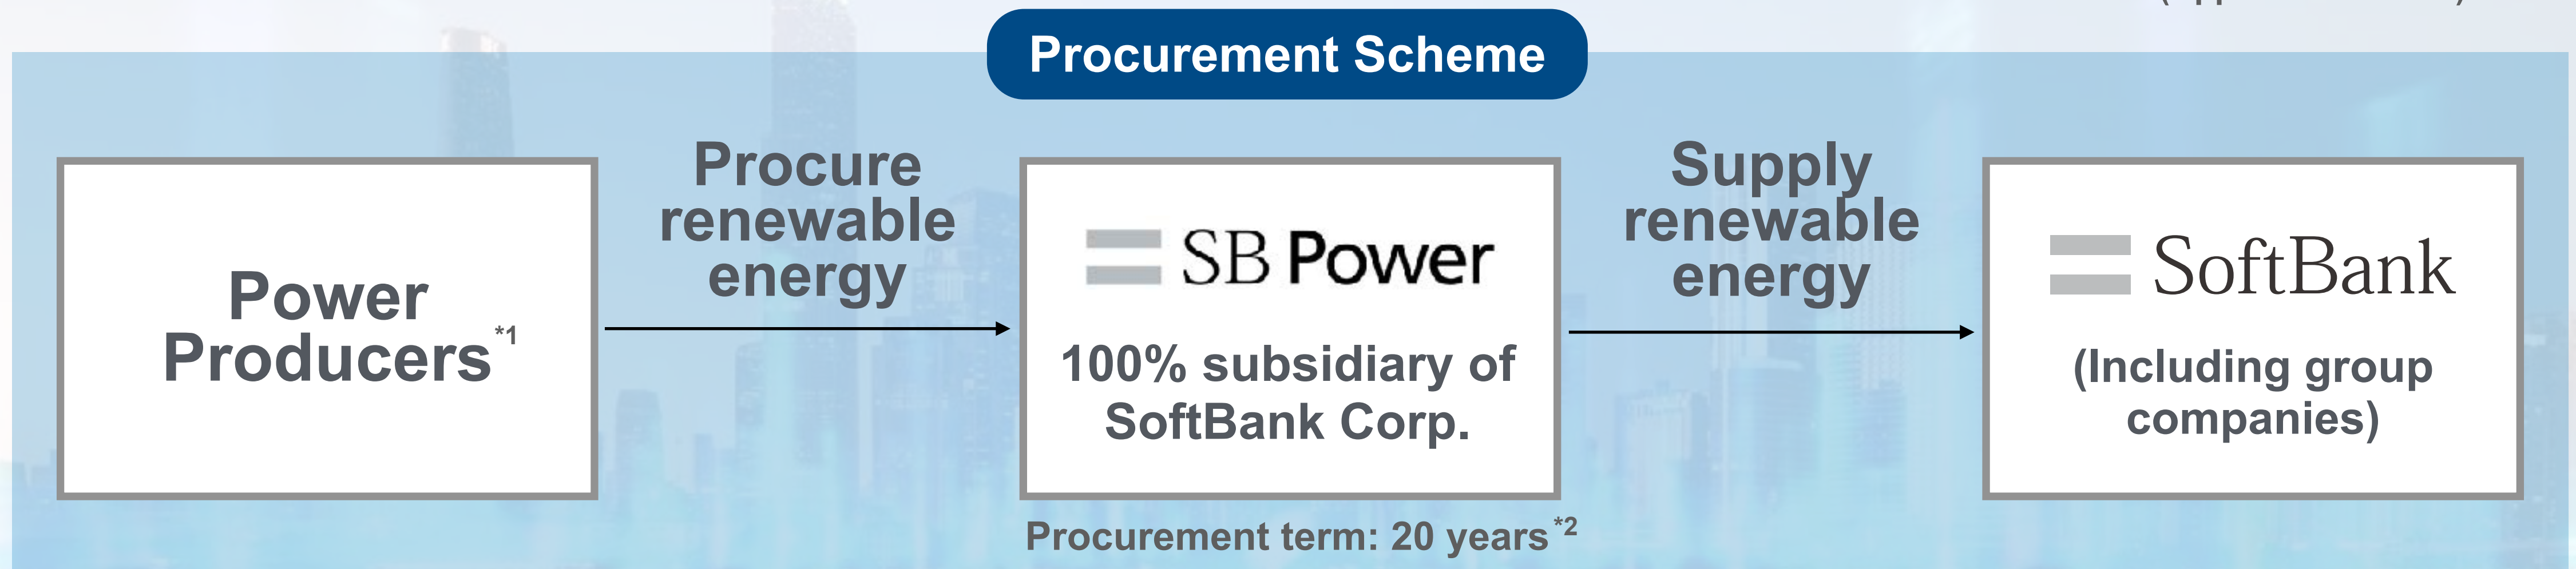 Procurement Scheme
Power
Producers*1
Procure
renewable
energy
SB Power
100% subsidiary of
SoftBank Corp.
Procurement term: 20 years*2
Supply
renewable
energy
SoftBank
(Including group
companies)